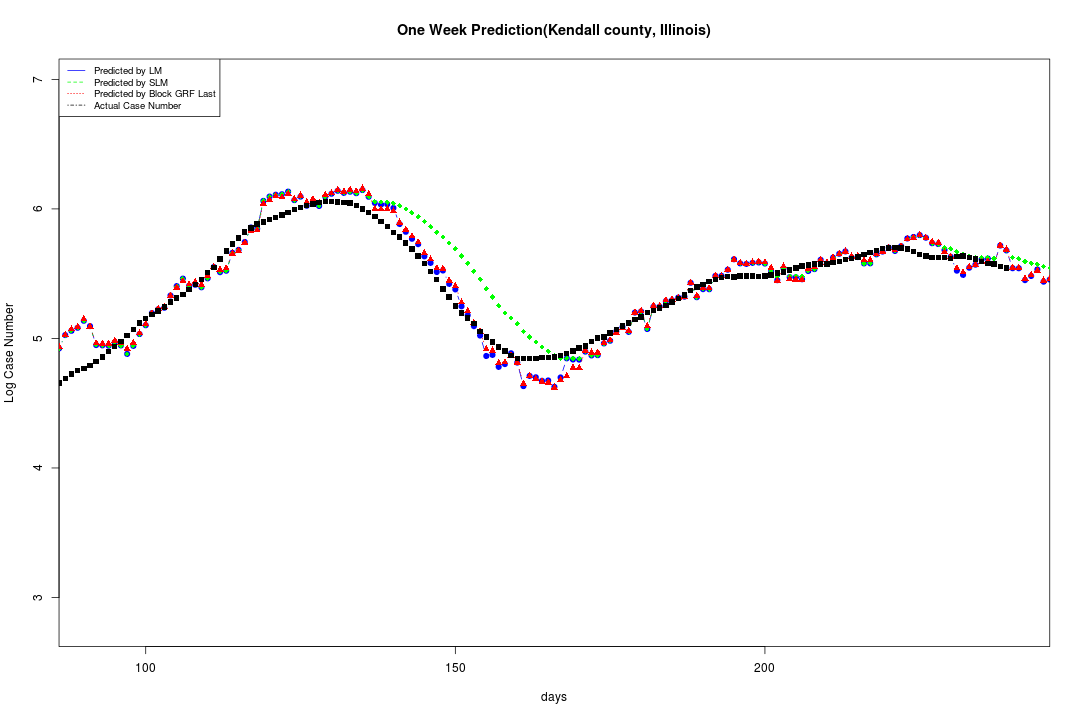 One Week Prediction(Kendall county, Illinois)
Predicted by LM
Predicted by SLM
Predicted by Block GRF Last
Actual Case Number
7
6
5
4
3
Log Case Number
100
150
200
days